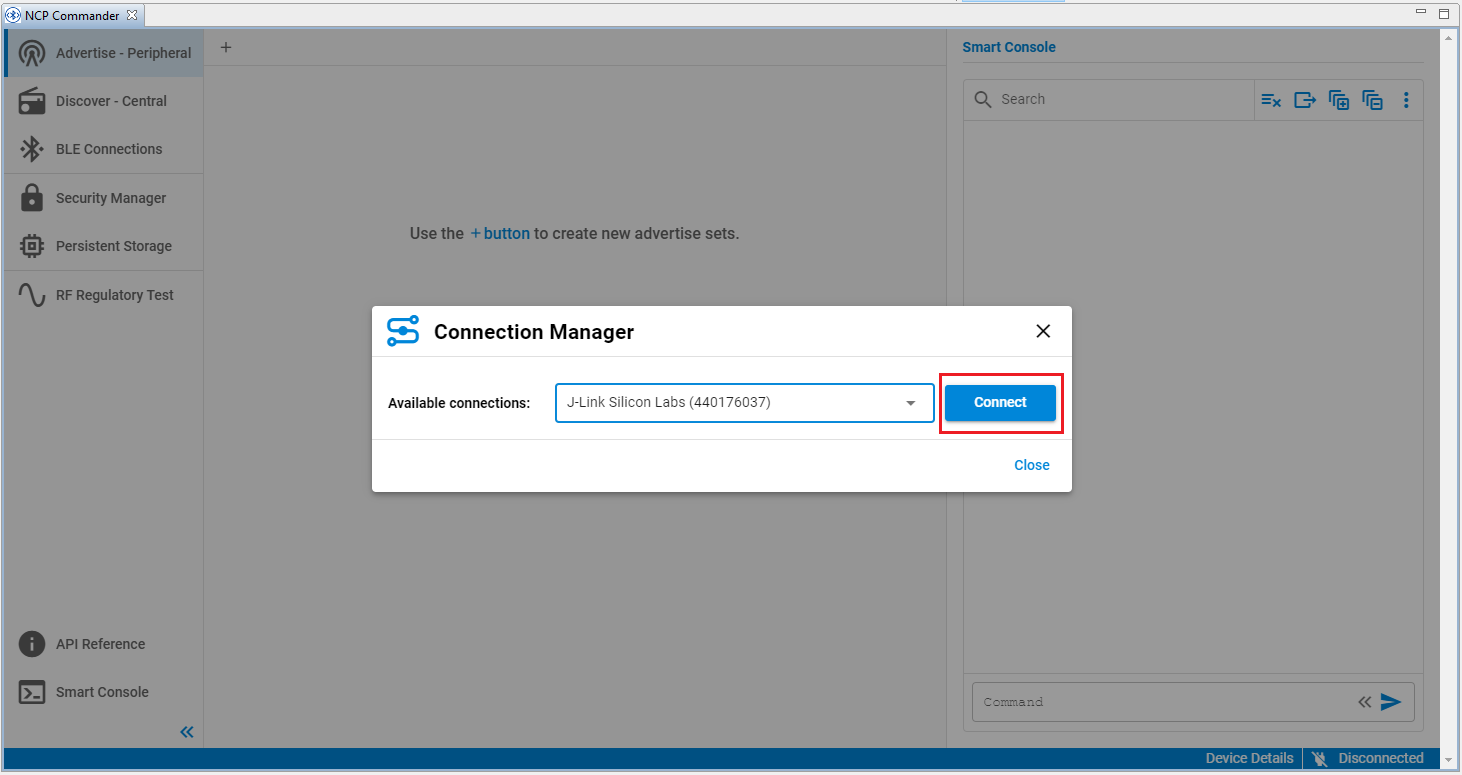 NCP Commander
Advertise - Peripheral
Discover - Central
BLE Connections
Security Manager
Persistent Storage
RF Regulatory Test
API Reference
Smart Console
+
Use the + button to create new advertise sets.
Smart Console
Search
Connection Manager
Available connections:
J-Link Silicon Labs (440176037)
Connect
Close
Command
Device Details
Disconnected